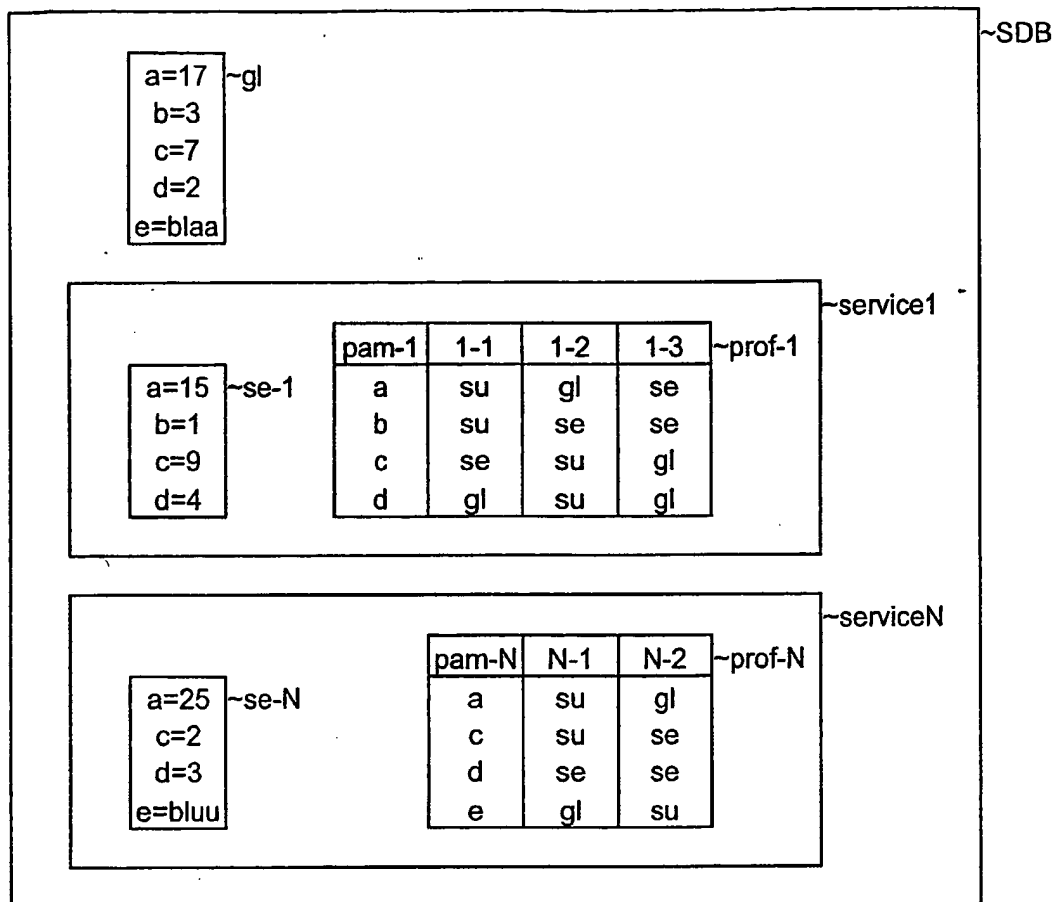 ~SDB
a=17 ~gl
b=3
c=7
d=2
e=blaa
~service1
pam-1 1-1 1-2 1-3 ~prof-1
a=15 ~se-1 a su gl se
b=1 b su se se
c=9 c se su gl
d=4 d gl su gl
~serviceN
pam-N N-1 N-2 ~prof-N
a=25 ~se-N a su gl
c=2 c su se
d=3 d se se
e=bluu e gl su